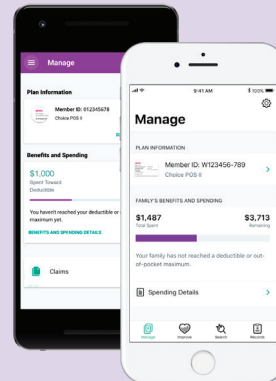 Manage
Plan Information
Member ID: 012345678
Choice POS II
Benefits and Spending
$1,000
Spent Toward
Deductible
You haven't reached your deductible or
maximum yet.
BENEFITS AND SPENDING DETAILS
Claims
9:41 AM
100%
Manage
PLAN INFORMATION
Member ID: W123456-789
Choice POS II
FAMILY'S BENEFITS AND SPENDING
$1,487
$3,713
Total Spent
Remaining
Your family has not reached a deductible or out-
of-pocket maximum.
Spending Details
Manage
Improve
Search
Records